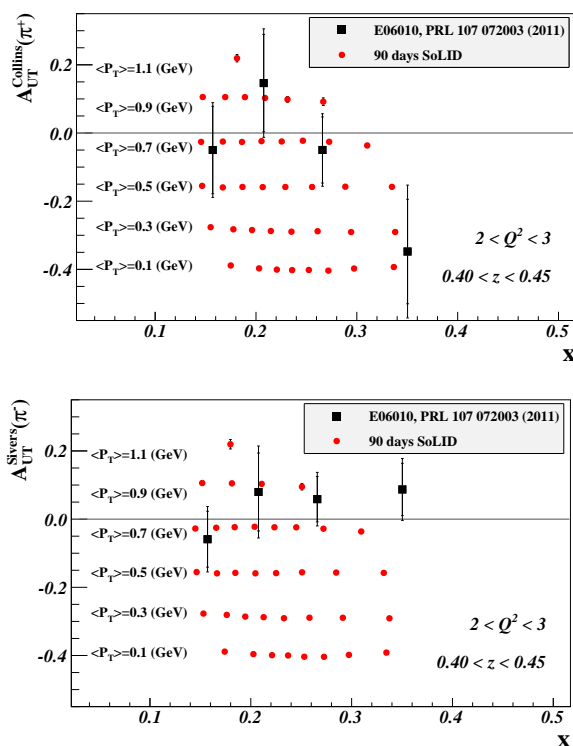 A_UT^Collins(π⁺)
E06010, PRL 107 072003 (2011)
90 days SoLID
0.2
<P_T>=1.1 (GeV)
<P_T>=0.9 (GeV)
0.0
<P_T>=0.7 (GeV)
-0.2
<P_T>=0.5 (GeV)
<P_T>=0.3 (GeV)
2 < Q² < 3
-0.4
<P_T>=0.1 (GeV)
0.40 < z < 0.45
0.1 0.2 0.3 0.4 0.5
x
A_UT^Sivers(π⁻)
E06010, PRL 107 072003 (2011)
90 days SoLID
0.2
<P_T>=1.1 (GeV)
<P_T>=0.9 (GeV)
0.0
<P_T>=0.7 (GeV)
-0.2
<P_T>=0.5 (GeV)
<P_T>=0.3 (GeV)
2 < Q² < 3
-0.4
<P_T>=0.1 (GeV)
0.40 < z < 0.45
0.1 0.2 0.3 0.4 0.5
x